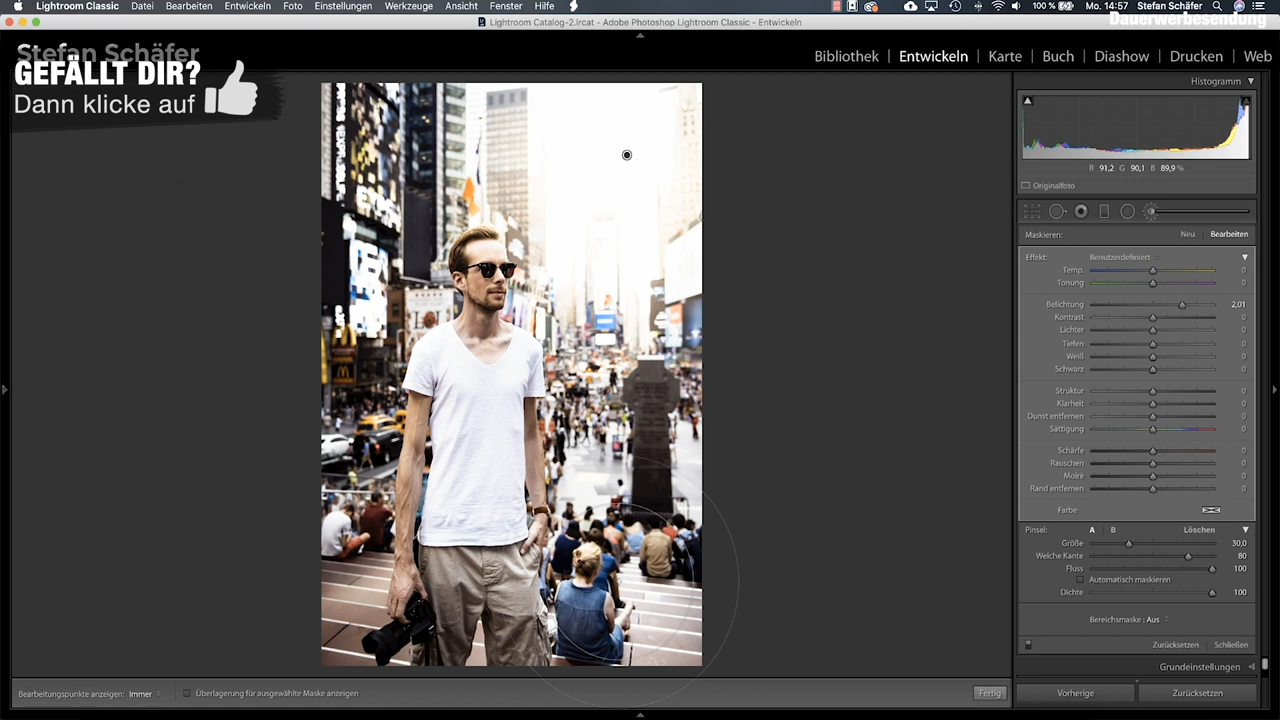 Lightroom Classic Datei Bearbeiten Entwickeln Foto Einstellungen Werkzeuge Ansicht Fenster Hilfe 100 % Mo. 14:57 Stefan Schäfer
Lightroom Catalog-2.lrcat - Adobe Photoshop Lightroom Classic - Entwickeln
Dauerwerbesendung
Stefan Schäfer
GEFÄLLT DIR?
Dann klicke auf
Bibliothek | Entwickeln | Karte | Buch | Diashow | Drucken | Web
Histogramm
R 91,2 G 90,1 B 89,9 %
Originalfoto
Maskieren: Neu Bearbeiten
Effekt: Benutzerdefiniert
Temp. 0
Tonung 0
Belichtung 2,01
Kontrast 0
Lichter 0
Tiefen 0
Weiß 0
Schwarz 0
Struktur 0
Klarheit 0
Dunst entfernen 0
Sättigung 0
Schärfe 0
Rauschen 0
Moiré 0
Rand entfernen 0
Farbe
Pinsel: A B Löschen
Größe 30,0
Weiche Kante 80
Fluss 100
Automatisch maskieren
Dichte 100
Bereichsmaske : Aus
Zurücksetzen Schließen
Grundeinstellungen
Bearbeitungspunkte anzeigen: Immer Überlagerung für ausgewählte Maske anzeigen Fertig
Vorherige Zurücksetzen